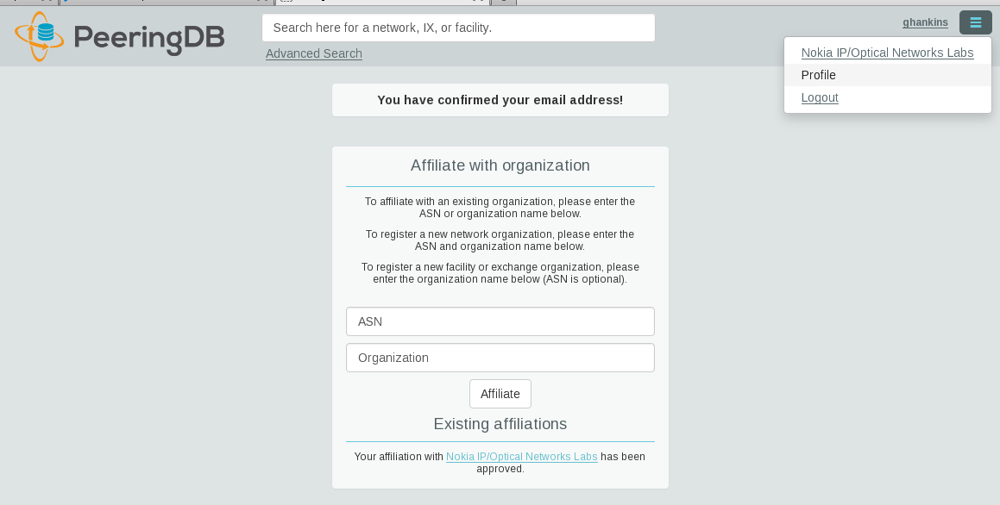 PeeringDB
Search here for a network, IX, or facility.
Advanced Search
ghankins
Nokia IP/Optical Networks Labs
Profile
Logout
You have confirmed your email address!
Affiliate with organization
To affiliate with an existing organization, please enter the
ASN or organization name below.
To register a new network organization, please enter the
ASN and organization name below.
To register a new facility or exchange organization, please
enter the organization name below (ASN is optional).
ASN
Organization
Affiliate
Existing affiliations
Your affiliation with Nokia IP/Optical Networks Labs has been
approved.